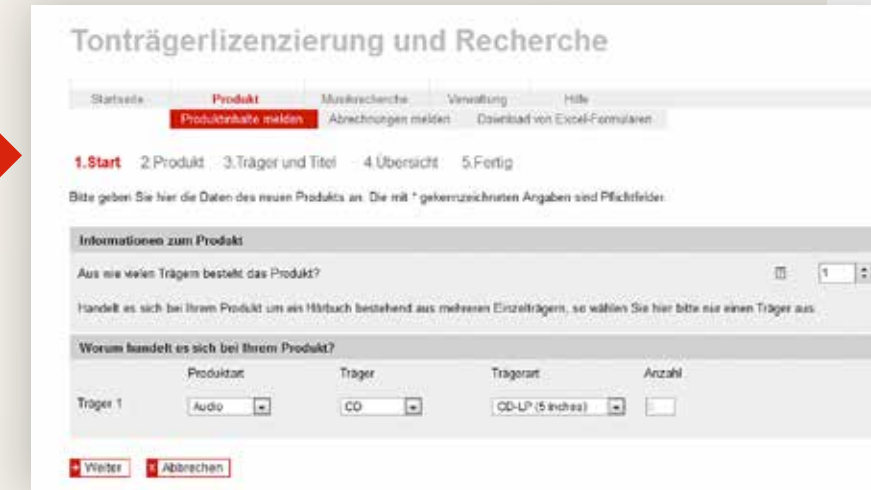 Tonträgerlizenzierung und Recherche
Startseite Produkt Musikrecherche Verwaltung Hilfe
Produktinhalte melden Abrechnungen melden Download von Excel-Formularen
1.Start 2.Produkt 3.Träger und Titel 4.Übersicht 5.Fertig
Bitte geben Sie hier die Daten des neuen Produkts an. Die mit * gekennzeichneten Angaben sind Pflichtfelder.
Informationen zum Produkt
Aus wie vielen Trägern besteht das Produkt? 1
Handelt es sich bei Ihrem Produkt um ein Hörbuch bestehend aus mehreren Einzelträgern, so wählen Sie hier bitte nur einen Träger aus.
Worum handelt es sich bei Ihrem Produkt?
Produktart Träger Trägerart Anzahl
Träger 1 Audio CD CD-LP (5 inches)
Weiter Abbrechen